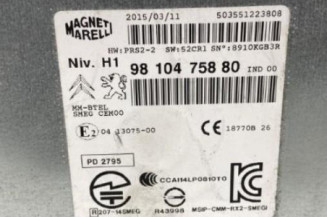 MAGNETI
MARELLI
2015/03/11
503551223808
HW:PRS2-2 SW:52CR1 SN°:8910KGB3R
Niv. H1 98 104 758 80 IND 00
MM-BTEL
SMEG CEM00
E2 04 13075-00
CE 18770B 26
PD 2795
CCAH14LP0810T0
R 207-14SMEG
R43998
MSIP-CMM-RX2-SMEGI